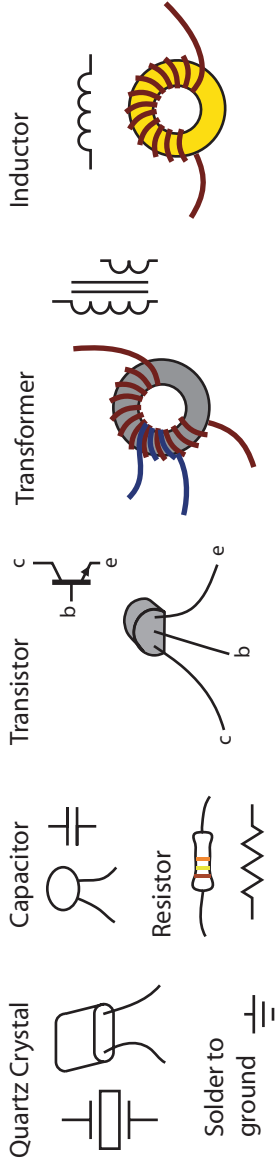 Quartz Crystal
Solder to
ground
Capacitor
Resistor
Transistor
c
b
e
c
b
e
Transformer
Inductor